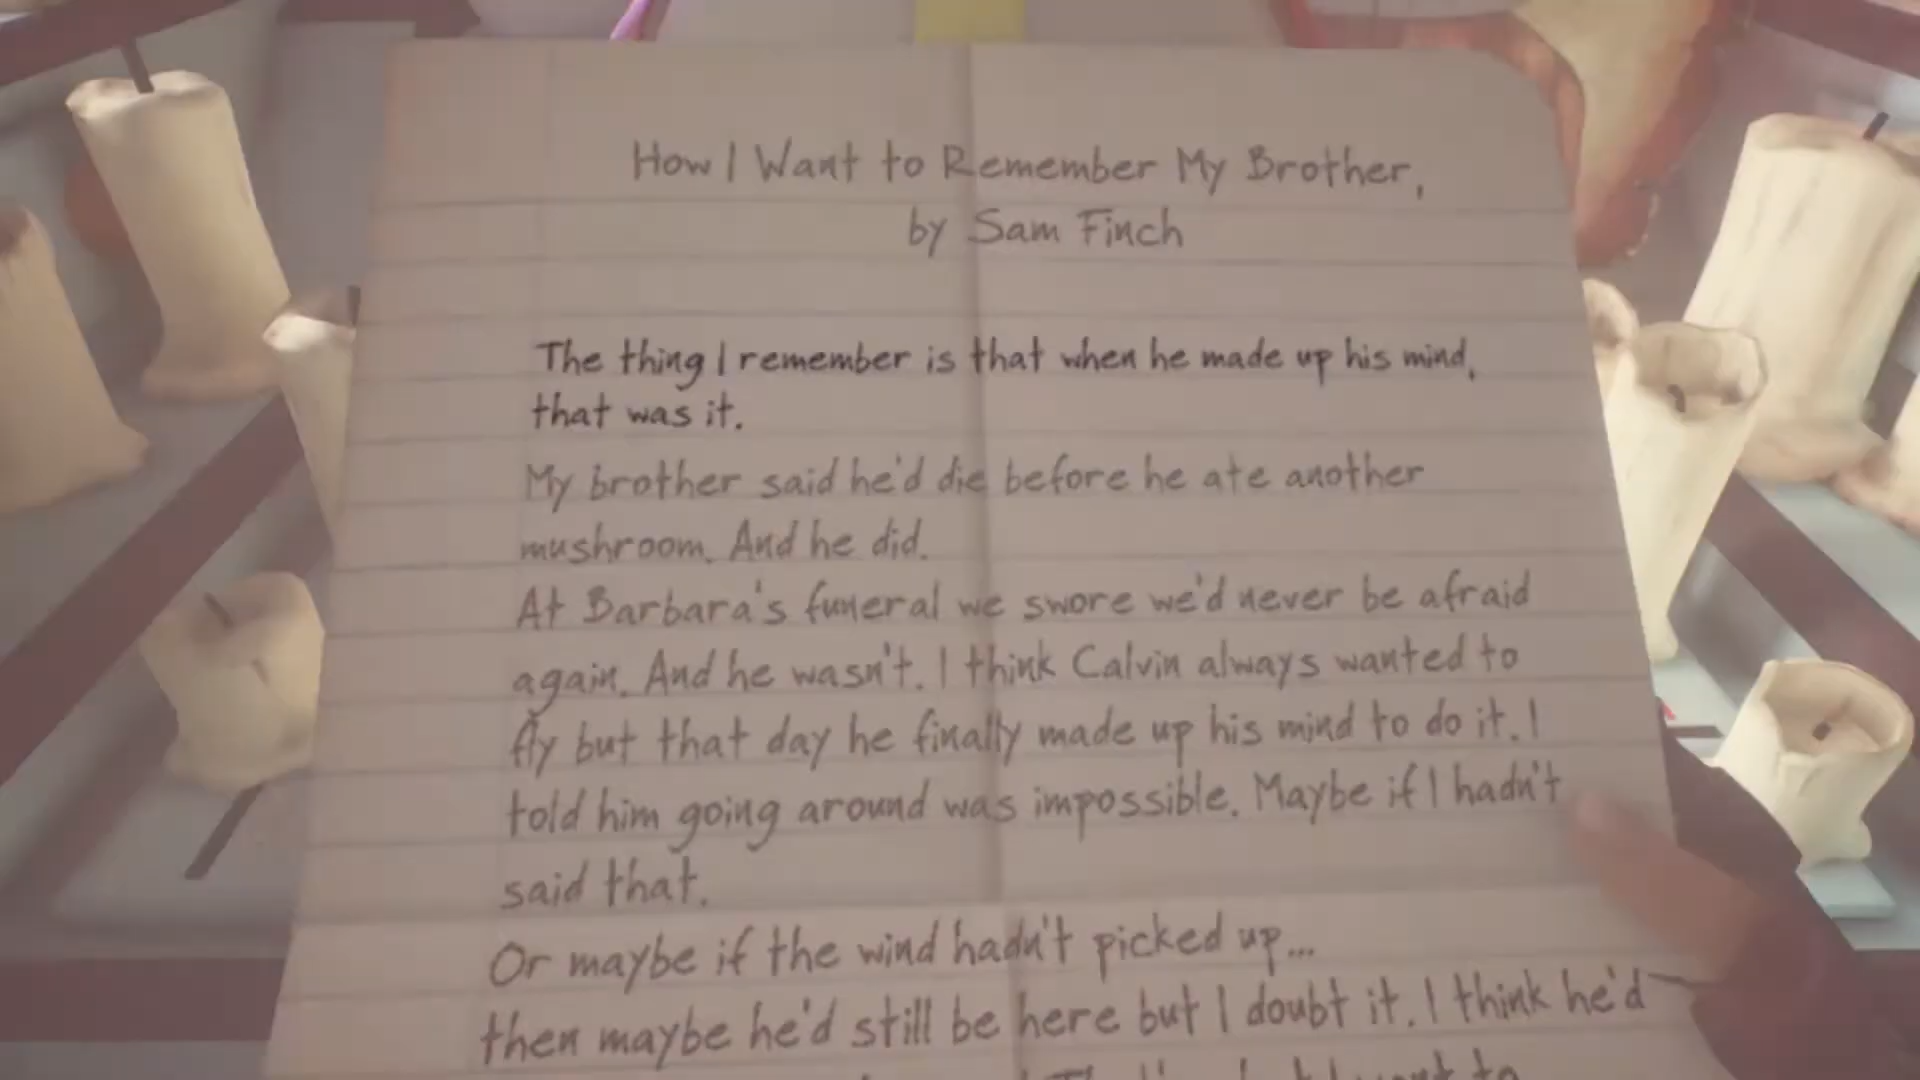 How I Want to Remember My Brother,
by Sam Finch
The thing I remember is that when he made up his mind,
that was it.
My brother said he'd die before he ate another
mushroom. And he did.
At Barbara's funeral we swore we'd never be afraid
again. And he wasn't. I think Calvin always wanted to
fly but that day he finally made up his mind to do it. I
told him going around was impossible. Maybe if I hadn't
said that.
Or maybe if the wind hadn't picked up...
then maybe he'd still be here but I doubt it. I think he'd